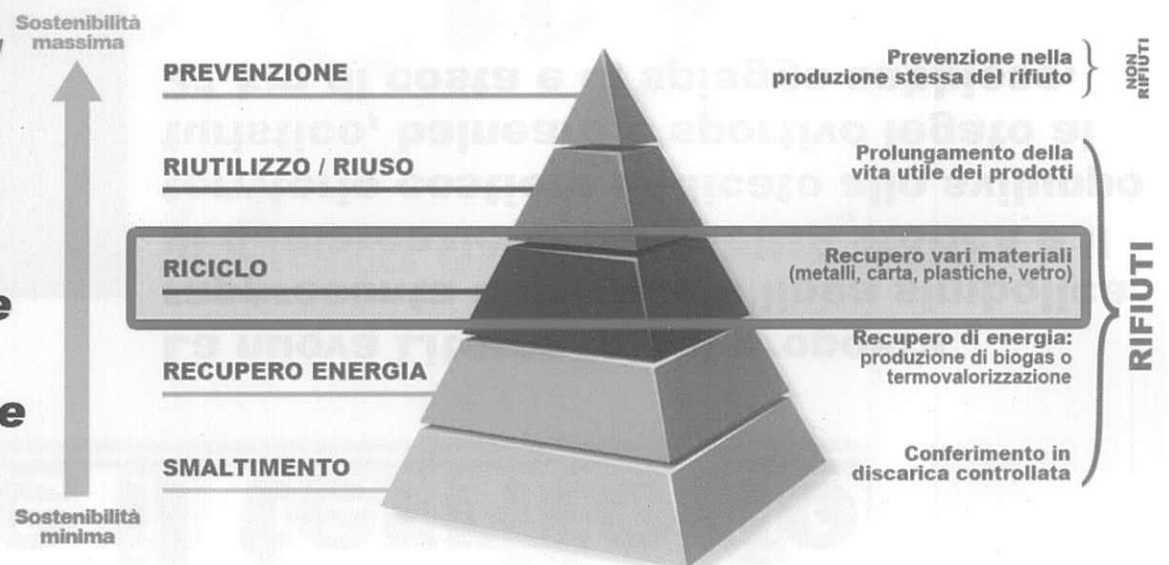 Sostenibilità
massima
PREVENZIONE
Prevenzione nella
produzione stessa del rifiuto
NON
RIFIUTI
RIUTILIZZO / RIUSO
Prolungamento della
vita utile dei prodotti
RICICLO
Recupero vari materiali
(metalli, carta, plastiche, vetro)
RIFIUTI
RECUPERO ENERGIA
Recupero di energia:
produzione di biogas o
termovalorizzazione
SMALTIMENTO
Conferimento in
discarica controllata
Sostenibilità
minima